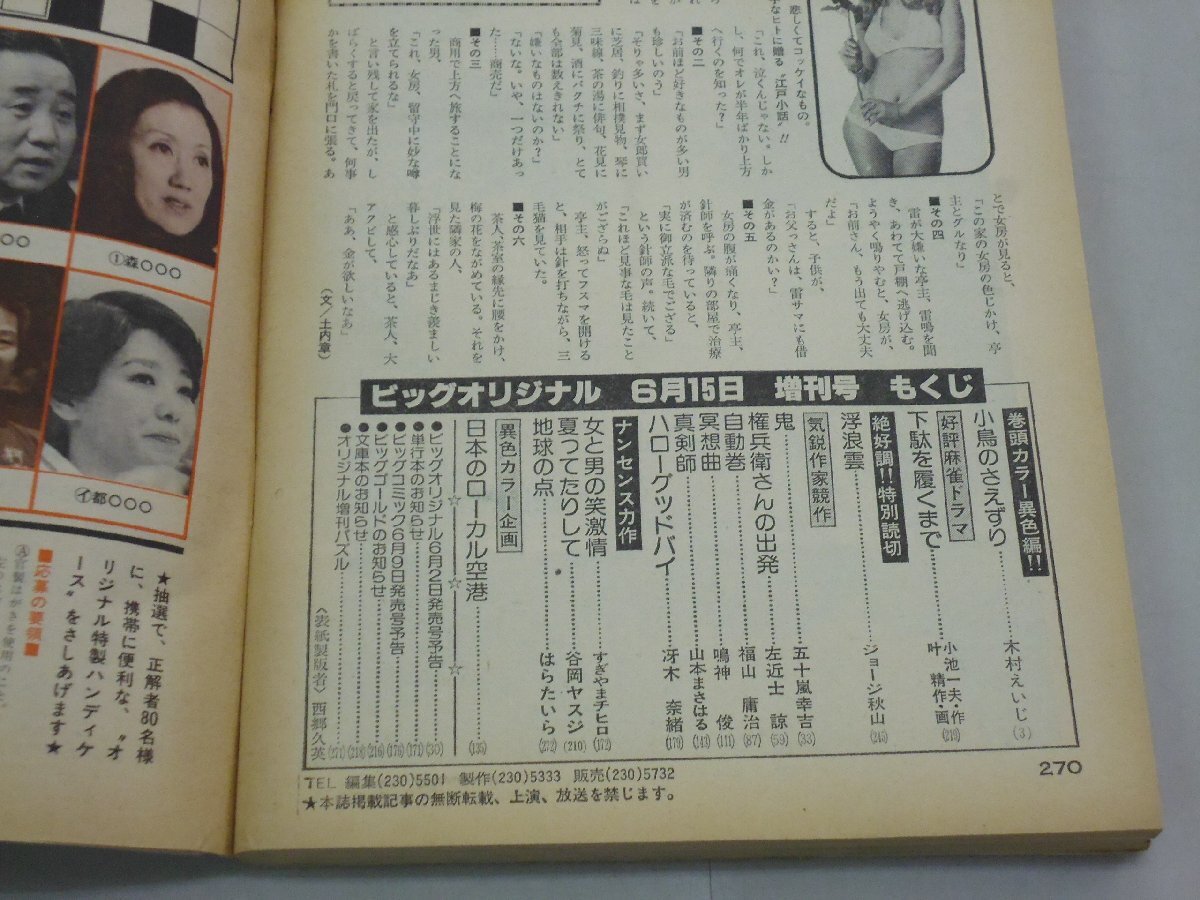 悲しくてコッケイなもの。
なヒトに贈る〝江戸小話〟!!
「これ、泣くんじゃない。しか
し、何でオレが半年ばかり上方
へ行くのを知った?」
■その二
「お前ほど好きなものが多い男
も珍しいのう」
「そりゃ多いさ、まず女郎買い
に芝居、釣りに相撲見物、琴に
三味線、茶の湯に俳句、花見に
菊見、酒にバクチに祭り、とて
も全部は数えきれない」
「嫌いなものはないのか?」
「ないな。いや、一つだけあっ
た……商売だ」
■その三
商用で上方へ旅することにな
った男、
「これ、女房、留守中に妙な噂
を立てられるな」
と言い残して家を出たが、し
ばらくすると戻ってきて、何事
かを書いた札を門口に張る。あ
とで女房が見ると、
「この家の女房の色じかけ、亭
主とグルなり」
■その四
雷が大嫌いな亭主、雷鳴を聞
き、あわてて戸棚へ逃げ込む。
ようやく鳴りやむと、女房が、
「お前さん、もう出ても大丈夫
だよ」
すると、子供が、
「お父っさんは、雷サマにも借
金があるのかい?」
■その五
女房の腹が痛くなり、亭主、
針師を呼ぶ。隣りの部屋で治療
が済むのを待っていると、
「実に御立派な毛でござる」
という針師の声。続いて、
「これほど見事な毛は見たこと
がござらぬ」
亭主、怒ってフスマを開ける
と、相手は針を打ちながら、三
毛猫を見ていた。
■その六
茶人、茶室の縁先に腰をかけ、
梅の花をながめている。それを
見た隣家の人、
「浮世にはあるまじき羨ましい
暮しぶりだなあ」
と感心していると、茶人、大
アクビして、
「ああ、金が欲しいなあ」
(文/土内章)
ビッグオリジナル 6月15日 増刊号 もくじ
巻頭カラー異色編!!
小鳥のさえずり……木村えいじ(3)
好評麻雀ドラマ
下駄を履くまで……小池一夫・作 叶 精作・画(213)
絶好調!!特別読切
浮浪雲……ジョージ秋山(245)
気鋭作家競作
鬼……五十嵐幸吉(33)
権兵衛さんの出発……左近士 諒(59)
自動巻……福山庸治(87)
冥想曲……鳴神 俊(111)
真剣師……山本まさはる(143)
ハローグッドバイ……冴木奈緒(179)
ナンセンス力作
女と男の笑激情……すぎやまチヒロ(172)
夏ってたりして……谷岡ヤスジ(210)
地球の点……はらたいら(272)
異色カラー企画
日本のローカル空港……(135)
☆ ☆ ☆
●ビッグオリジナル6月2日発売号予告……(30)
●単行本のお知らせ……(171)
●ビッグコミック6月9日発売号予告……(176)
●ビッグゴールドのお知らせ……(216)
●文庫本のお知らせ……(218)
●オリジナル増刊パズル……(271)
〈表紙製版者〉西郷久英
TEL 編集(230)5501 製作(230)5333 販売(230)5732
★本誌掲載記事の無断転載、上演、放送を禁じます。
270
①森○○○
㋑都○○○
★抽選で、正解者80名様
に、携帯に便利な、〝オ
リジナル特製ハンディケ
ース〟をさしあげます★
■応募の要領■